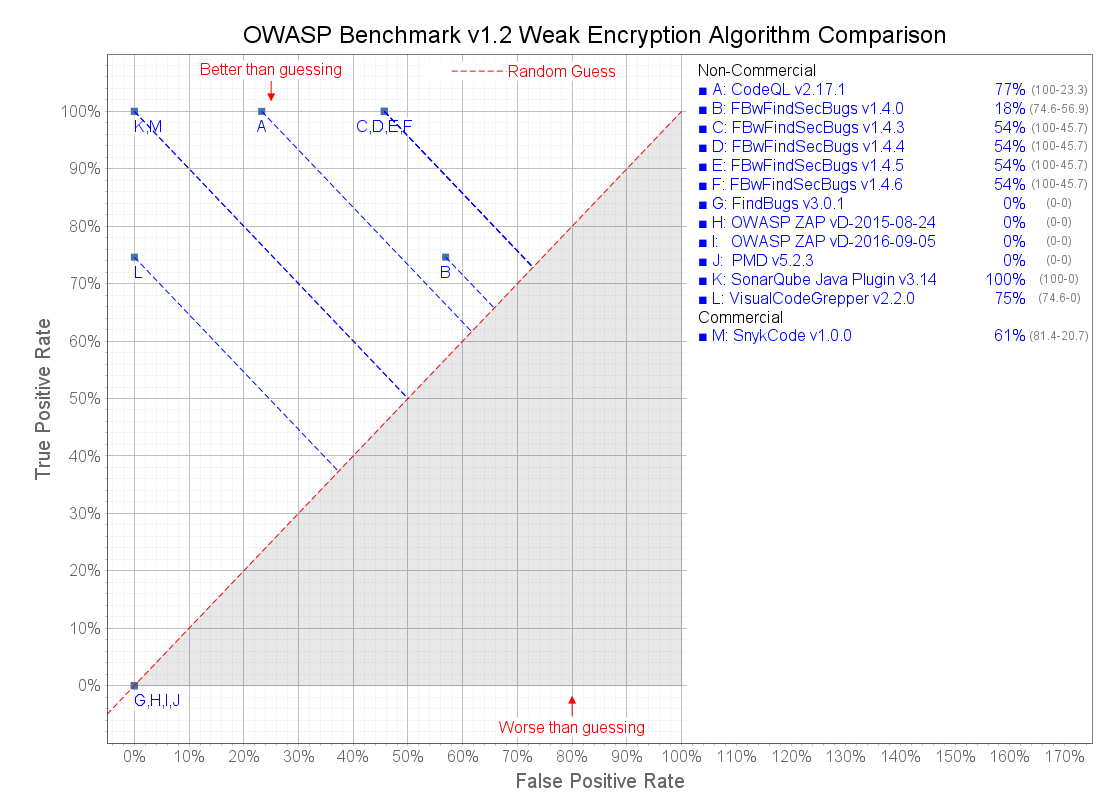 OWASP Benchmark v1.2 Weak Encryption Algorithm Comparison
Better than guessing
Random Guess
Non-Commercial
A: CodeQL v2.17.1 77% (100-23.3)
B: FBwFindSecBugs v1.4.0 18% (74.6-56.9)
C: FBwFindSecBugs v1.4.3 54% (100-45.7)
D: FBwFindSecBugs v1.4.4 54% (100-45.7)
E: FBwFindSecBugs v1.4.5 54% (100-45.7)
F: FBwFindSecBugs v1.4.6 54% (100-45.7)
G: FindBugs v3.0.1 0% (0-0)
H: OWASP ZAP vD-2015-08-24 0% (0-0)
I: OWASP ZAP vD-2016-09-05 0% (0-0)
J: PMD v5.2.3 0% (0-0)
K: SonarQube Java Plugin v3.14 100% (100-0)
L: VisualCodeGrepper v2.2.0 75% (74.6-0)
Commercial
M: SnykCode v1.0.0 61% (81.4-20.7)
100%
90%
80%
70%
60%
50%
40%
30%
20%
10%
0%
True Positive Rate
K,M
A
C,D,E,F
L
B
G,H,I,J
Worse than guessing
0% 10% 20% 30% 40% 50% 60% 70% 80% 90% 100% 110% 120% 130% 140% 150% 160% 170%
False Positive Rate